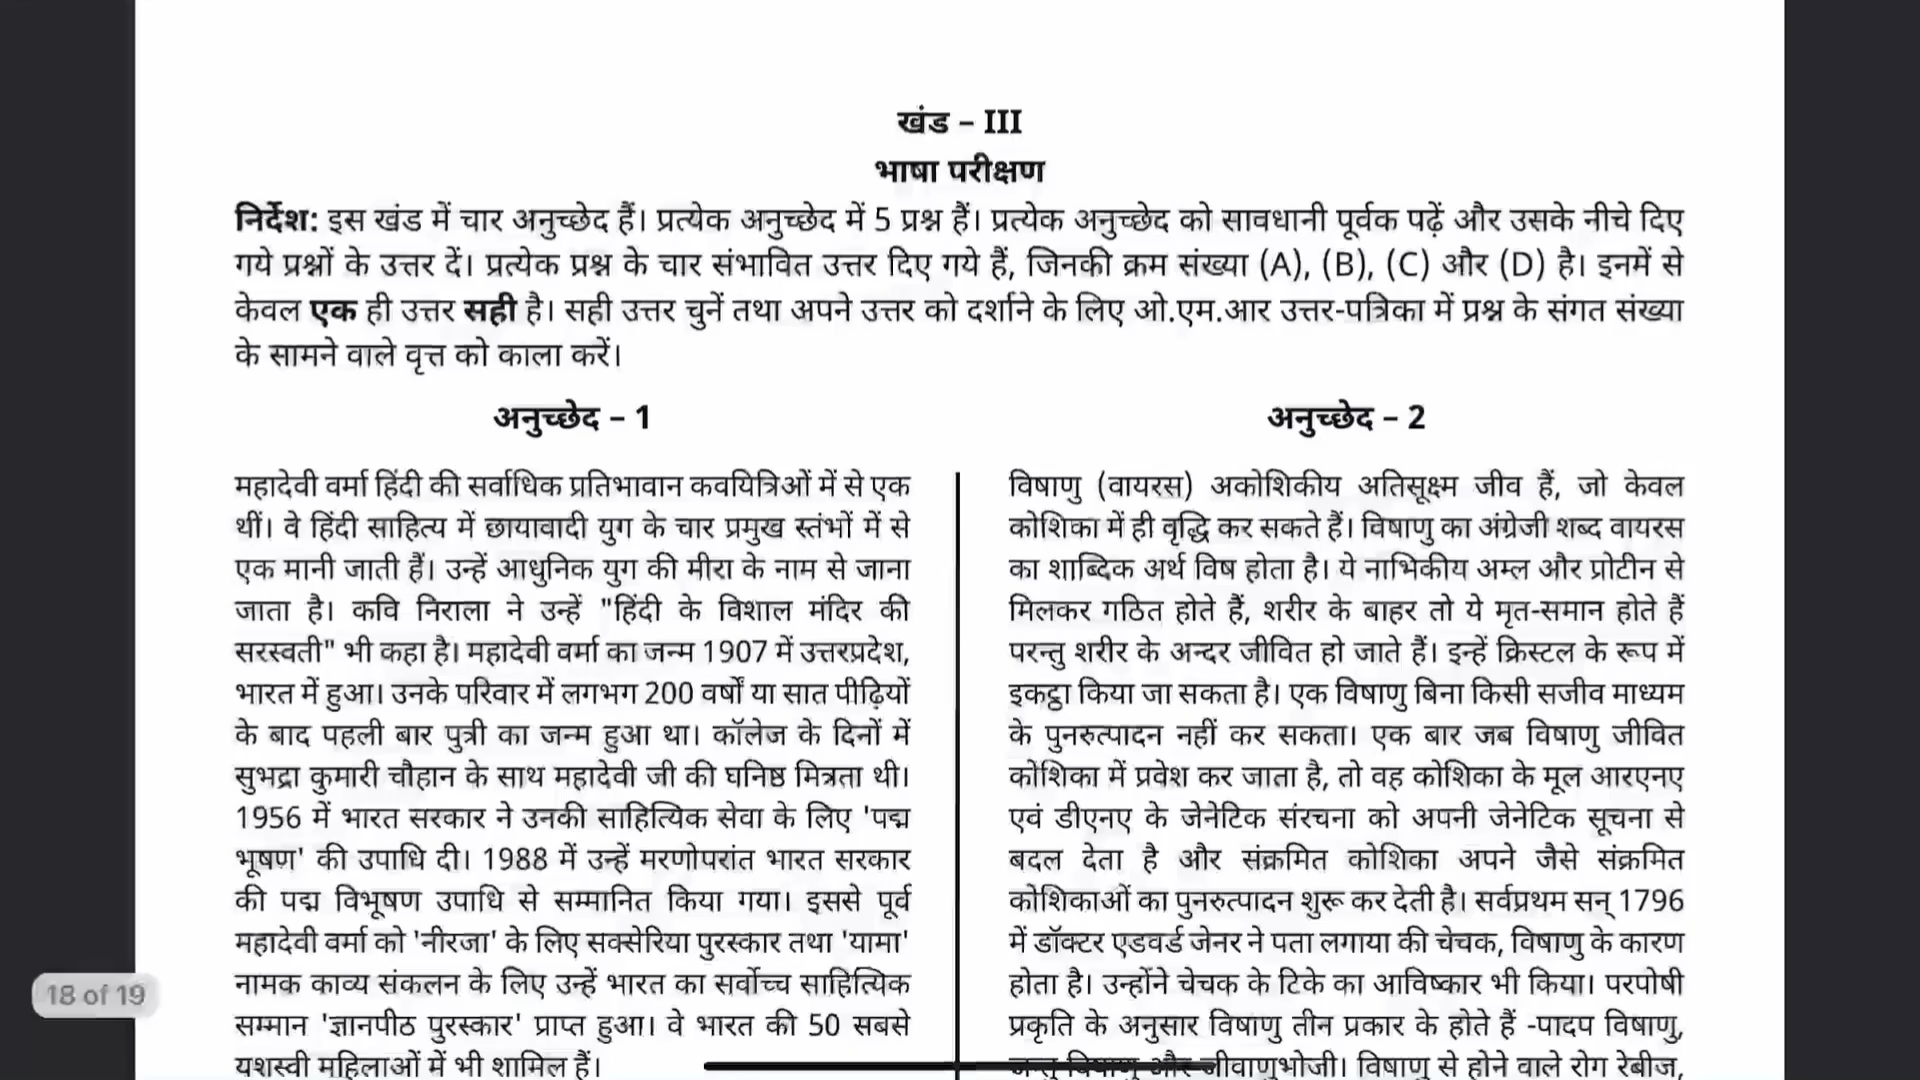 खंड – III
भाषा परीक्षण
निर्देश: इस खंड में चार अनुच्छेद हैं। प्रत्येक अनुच्छेद में 5 प्रश्न हैं। प्रत्येक अनुच्छेद को सावधानी पूर्वक पढ़ें और उसके नीचे दिए
गये प्रश्नों के उत्तर दें। प्रत्येक प्रश्न के चार संभावित उत्तर दिए गये हैं, जिनकी क्रम संख्या (A), (B), (C) और (D) है। इनमें से
केवल एक ही उत्तर सही है। सही उत्तर चुनें तथा अपने उत्तर को दर्शाने के लिए ओ.एम.आर उत्तर-पत्रिका में प्रश्न के संगत संख्या
के सामने वाले वृत्त को काला करें।
अनुच्छेद – 1
महादेवी वर्मा हिंदी की सर्वाधिक प्रतिभावान कवयित्रिओं में से एक
थीं। वे हिंदी साहित्य में छायावादी युग के चार प्रमुख स्तंभों में से
एक मानी जाती हैं। उन्हें आधुनिक युग की मीरा के नाम से जाना
जाता है। कवि निराला ने उन्हें "हिंदी के विशाल मंदिर की
सरस्वती" भी कहा है। महादेवी वर्मा का जन्म 1907 में उत्तरप्रदेश,
भारत में हुआ। उनके परिवार में लगभग 200 वर्षों या सात पीढ़ियों
के बाद पहली बार पुत्री का जन्म हुआ था। कॉलेज के दिनों में
सुभद्रा कुमारी चौहान के साथ महादेवी जी की घनिष्ठ मित्रता थी।
1956 में भारत सरकार ने उनकी साहित्यिक सेवा के लिए 'पद्म
भूषण' की उपाधि दी। 1988 में उन्हें मरणोपरांत भारत सरकार
की पद्म विभूषण उपाधि से सम्मानित किया गया। इससे पूर्व
महादेवी वर्मा को 'नीरजा' के लिए सक्सेरिया पुरस्कार तथा 'यामा'
नामक काव्य संकलन के लिए उन्हें भारत का सर्वोच्च साहित्यिक
सम्मान 'ज्ञानपीठ पुरस्कार' प्राप्त हुआ। वे भारत की 50 सबसे
यशस्वी महिलाओं में भी शामिल हैं।
अनुच्छेद – 2
विषाणु (वायरस) अकोशिकीय अतिसूक्ष्म जीव हैं, जो केवल
कोशिका में ही वृद्धि कर सकते हैं। विषाणु का अंग्रेजी शब्द वायरस
का शाब्दिक अर्थ विष होता है। ये नाभिकीय अम्ल और प्रोटीन से
मिलकर गठित होते हैं, शरीर के बाहर तो ये मृत-समान होते हैं
परन्तु शरीर के अन्दर जीवित हो जाते हैं। इन्हें क्रिस्टल के रूप में
इकट्ठा किया जा सकता है। एक विषाणु बिना किसी सजीव माध्यम
के पुनरुत्पादन नहीं कर सकता। एक बार जब विषाणु जीवित
कोशिका में प्रवेश कर जाता है, तो वह कोशिका के मूल आरएनए
एवं डीएनए के जेनेटिक संरचना को अपनी जेनेटिक सूचना से
बदल देता है और संक्रमित कोशिका अपने जैसे संक्रमित
कोशिकाओं का पुनरुत्पादन शुरू कर देती है। सर्वप्रथम सन् 1796
में डॉक्टर एडवर्ड जेनर ने पता लगाया की चेचक, विषाणु के कारण
होता है। उन्होंने चेचक के टिके का आविष्कार भी किया। परपोषी
प्रकृति के अनुसार विषाणु तीन प्रकार के होते हैं -पादप विषाणु,
जन्तु विषाणु और जीवाणुभोजी। विषाणु से होने वाले रोग रेबीज,
18 of 19